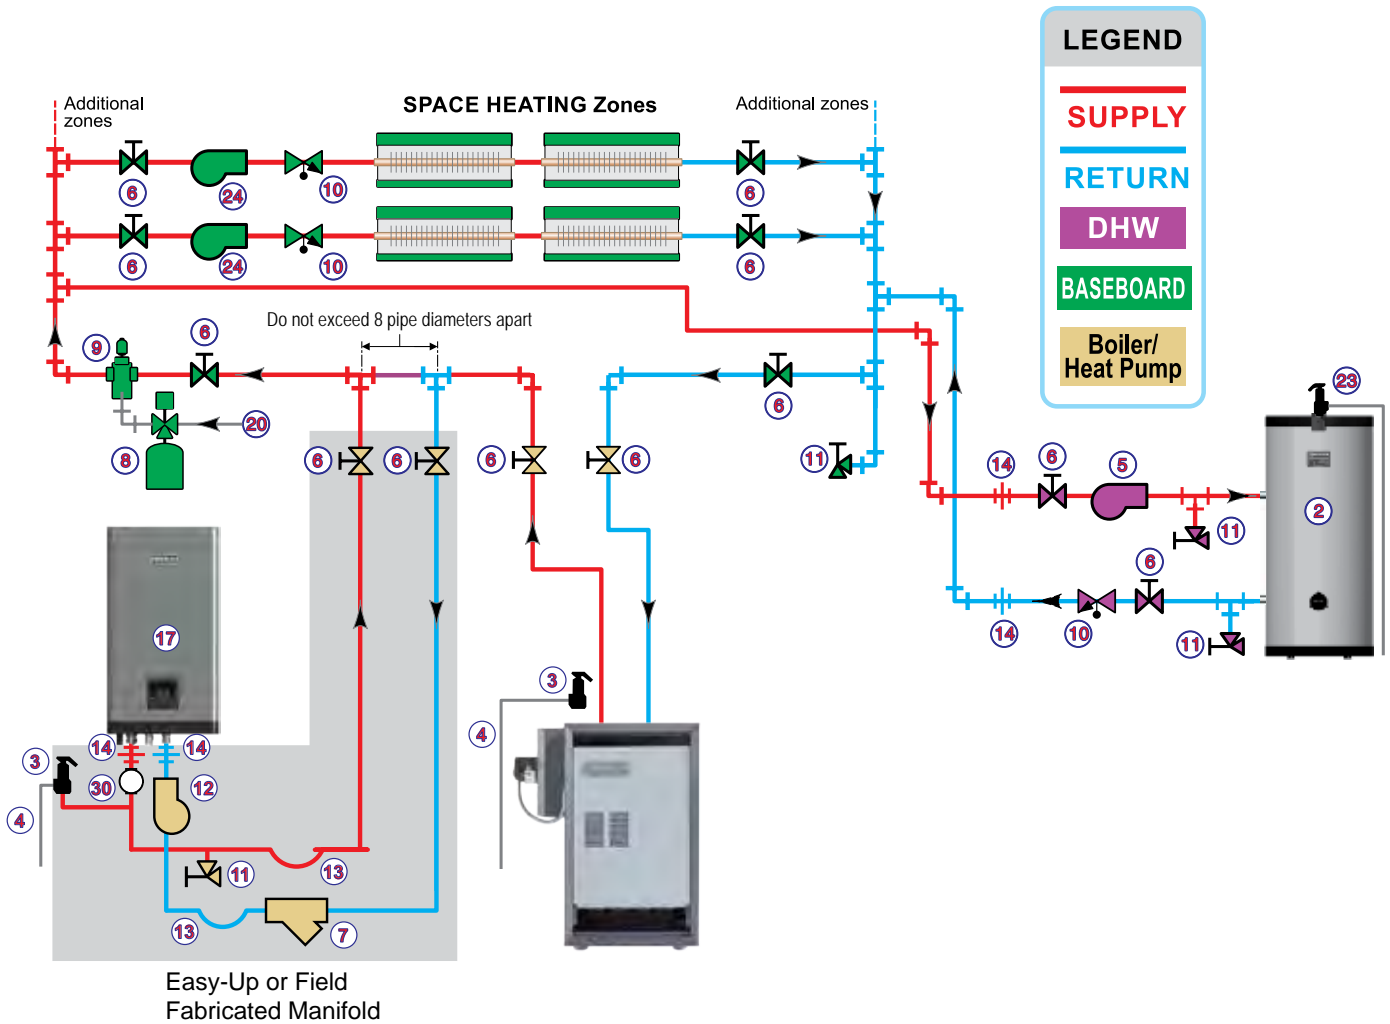 LEGEND
SUPPLY
RETURN
DHW
BASEBOARD
Boiler/
Heat Pump
Additional
zones
SPACE HEATING Zones
Additional zones
6
24
10
6
6
24
10
6
Do not exceed 8 pipe diameters apart
9
6
6
20
8
6
6
6
6
11
23
14
6
5
2
11
6
14
10
11
17
3
4
14
14
3
30
12
4
11
13
13
7
Easy-Up or Field
Fabricated Manifold